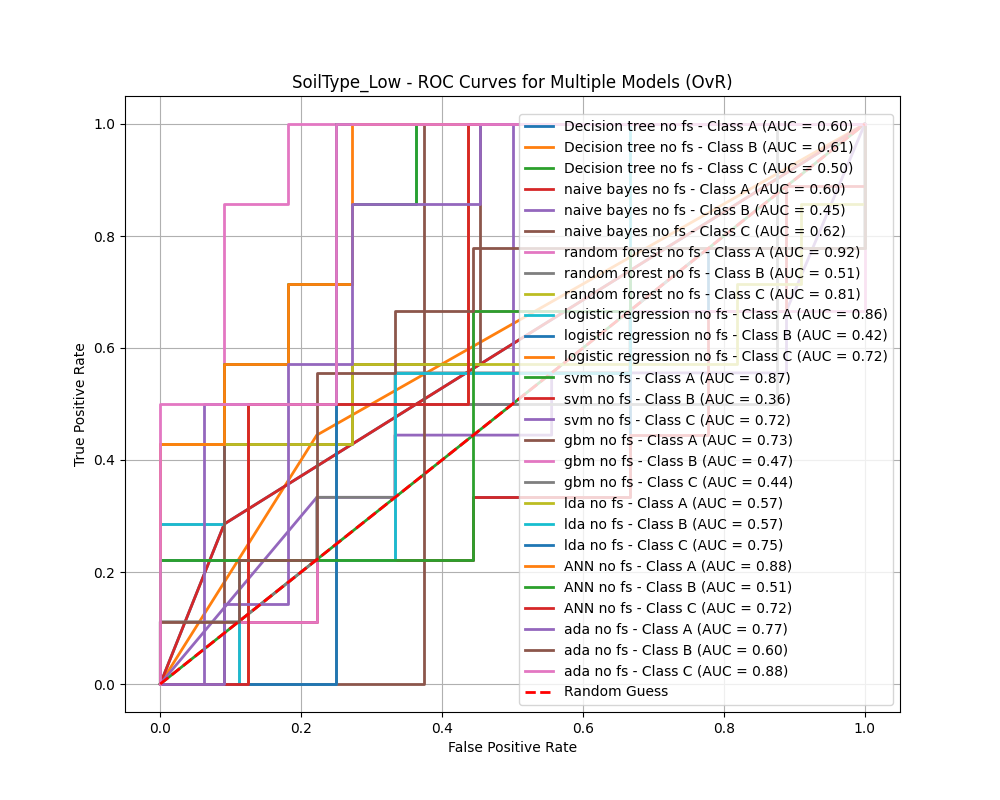 SoilType_Low - ROC Curves for Multiple Models (OvR)
True Positive Rate
1.0
0.8
0.6
0.4
0.2
0.0
Decision tree no fs - Class A (AUC = 0.60)
Decision tree no fs - Class B (AUC = 0.61)
Decision tree no fs - Class C (AUC = 0.50)
naive bayes no fs - Class A (AUC = 0.60)
naive bayes no fs - Class B (AUC = 0.45)
naive bayes no fs - Class C (AUC = 0.62)
random forest no fs - Class A (AUC = 0.92)
random forest no fs - Class B (AUC = 0.51)
random forest no fs - Class C (AUC = 0.81)
logistic regression no fs - Class A (AUC = 0.86)
logistic regression no fs - Class B (AUC = 0.42)
logistic regression no fs - Class C (AUC = 0.72)
svm no fs - Class A (AUC = 0.87)
svm no fs - Class B (AUC = 0.36)
svm no fs - Class C (AUC = 0.72)
gbm no fs - Class A (AUC = 0.73)
gbm no fs - Class B (AUC = 0.47)
gbm no fs - Class C (AUC = 0.44)
lda no fs - Class A (AUC = 0.57)
lda no fs - Class B (AUC = 0.57)
lda no fs - Class C (AUC = 0.75)
ANN no fs - Class A (AUC = 0.88)
ANN no fs - Class B (AUC = 0.51)
ANN no fs - Class C (AUC = 0.72)
ada no fs - Class A (AUC = 0.77)
ada no fs - Class B (AUC = 0.60)
ada no fs - Class C (AUC = 0.88)
Random Guess
0.0 0.2 0.4 0.6 0.8 1.0
False Positive Rate